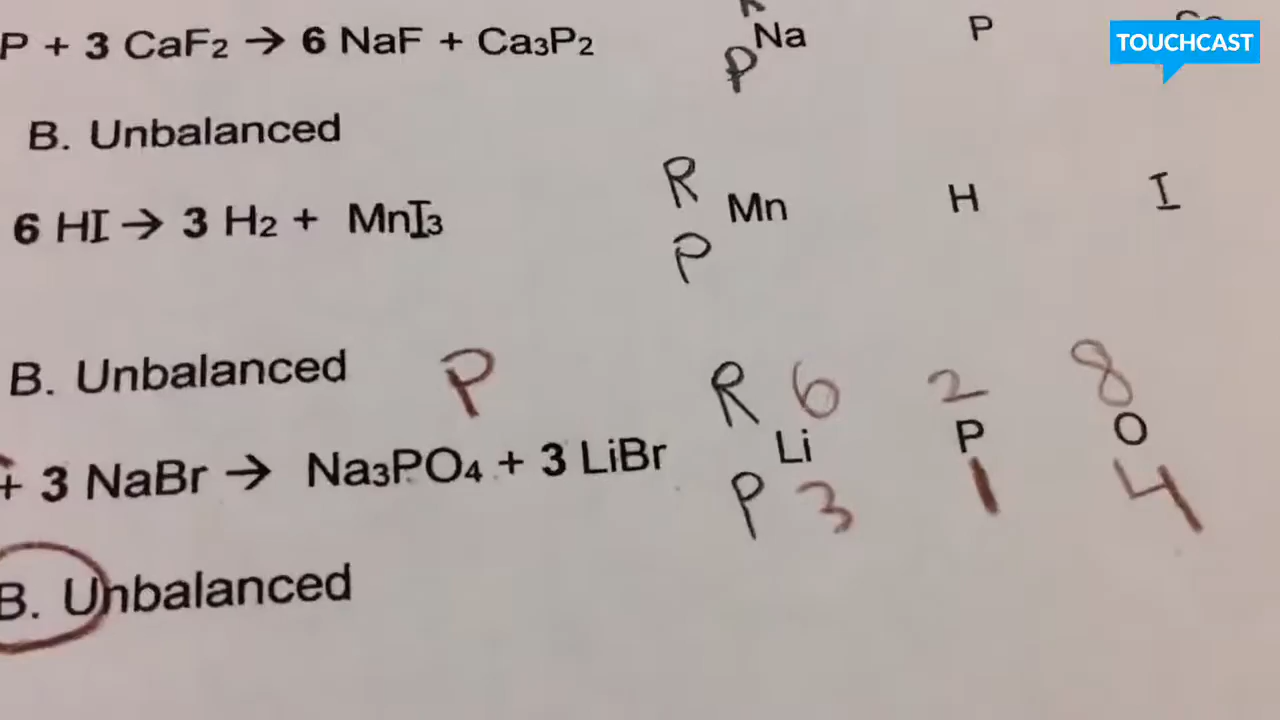 TOUCHCAST
P + 3 CaF₂ → 6 NaF + Ca₃P₂ Na P
P
B. Unbalanced
R
6 HI → 3 H₂ + MnI₃ Mn H I
P
B. Unbalanced P R 6 2 8
+ 3 NaBr → Na₃PO₄ + 3 LiBr Li P O
P 3 1 4
B. Unbalanced